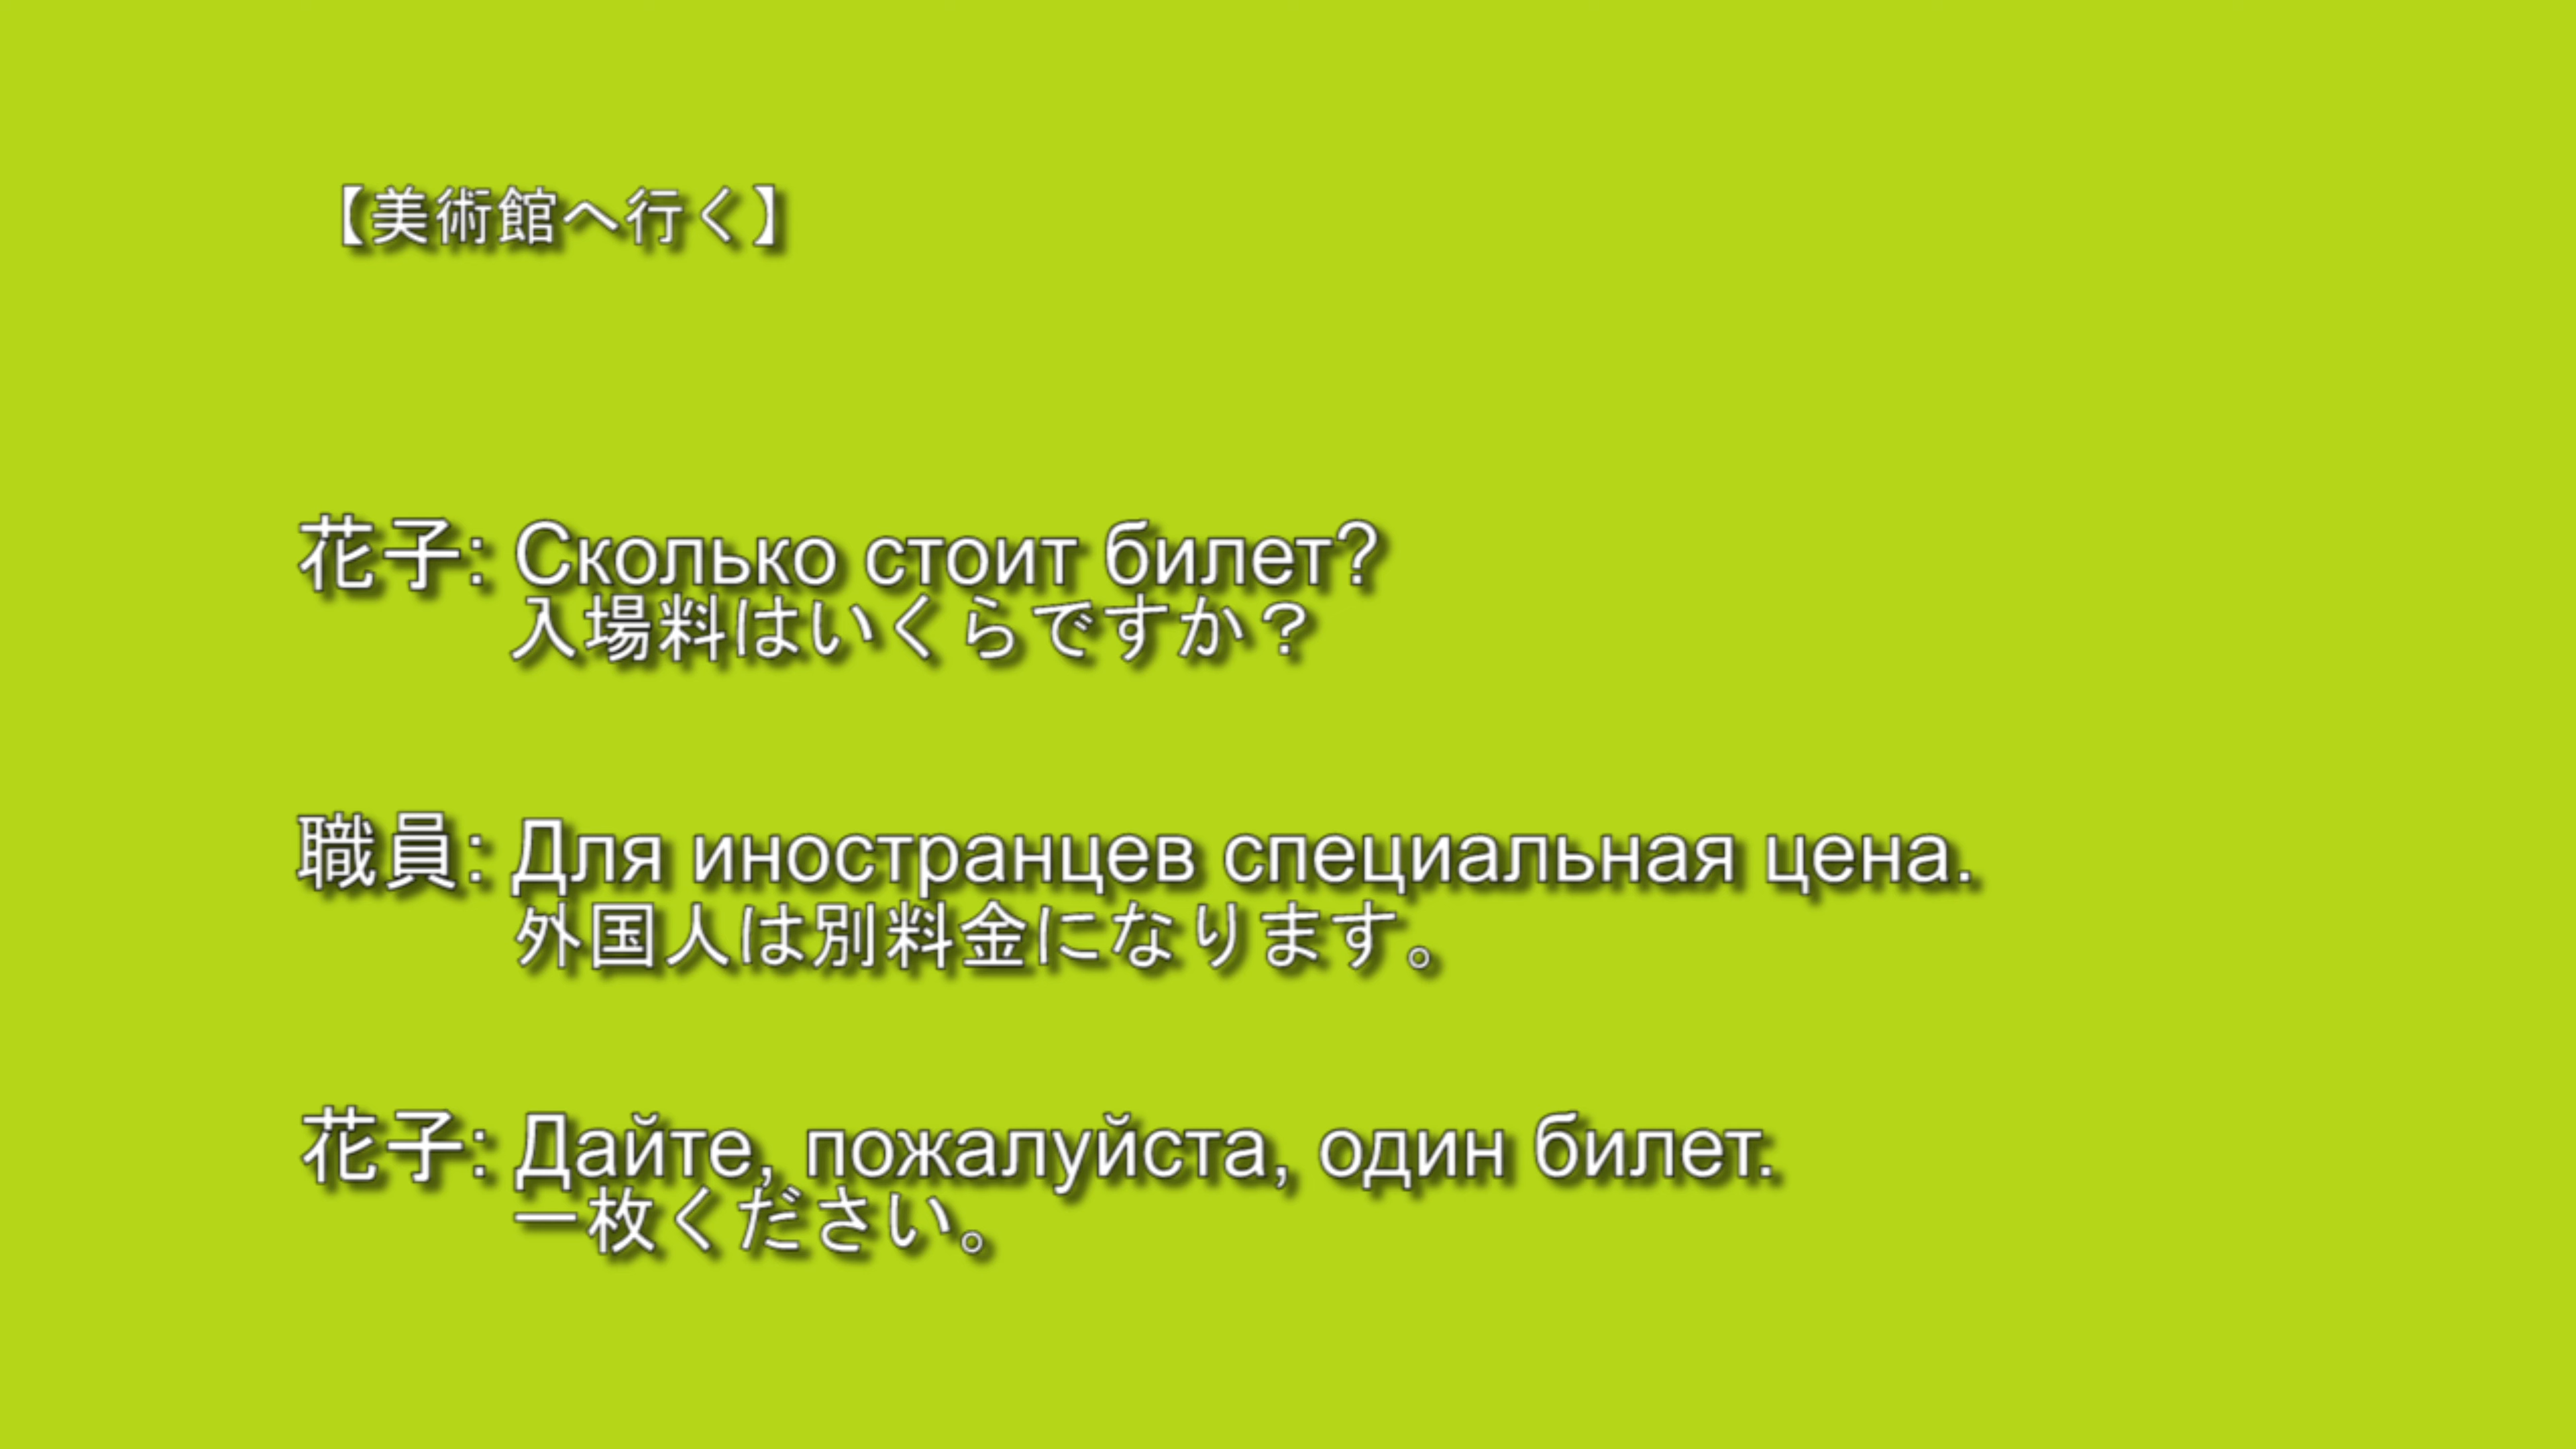 【美術館へ行く】
花子: Сколько стоит билет?
入場料はいくらですか？
職員: Для иностранцев специальная цена.
外国人は別料金になります。
花子: Дайте, пожалуйста, один билет.
一枚ください。